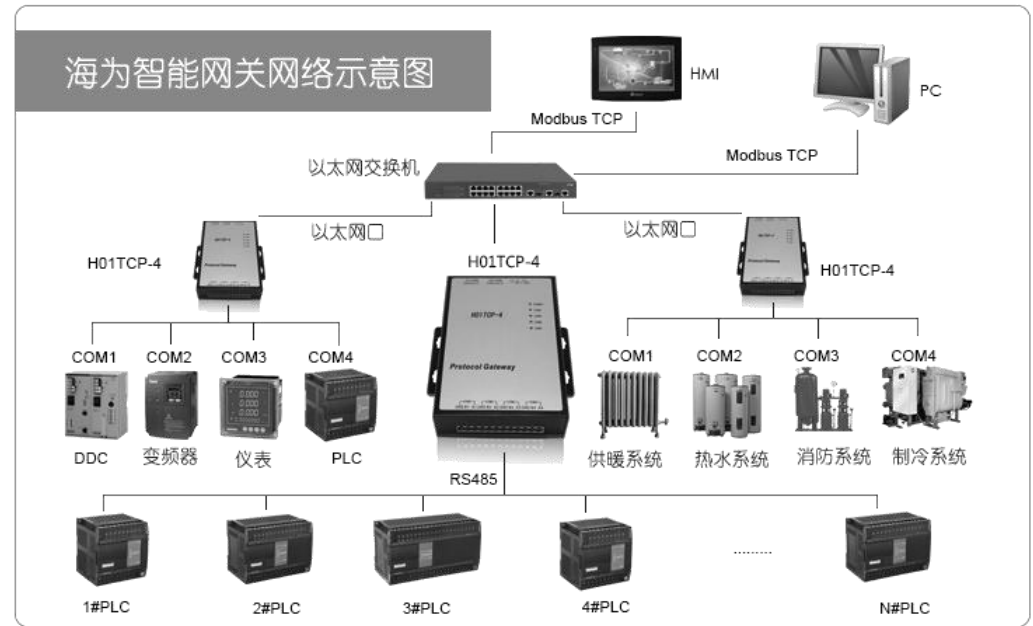 海为智能网关网络示意图
HMI
PC
Modbus TCP
Modbus TCP
以太网交换机
以太网口
以太网口
H01TCP-4
H01TCP-4
H01TCP-4
H01TCP-4
Protocol Gateway
COM1 COM2 COM3 COM4
COM1 COM2 COM3 COM4
DDC 变频器 仪表 PLC
供暖系统 热水系统 消防系统 制冷系统
RS485
.........
1#PLC 2#PLC 3#PLC 4#PLC N#PLC